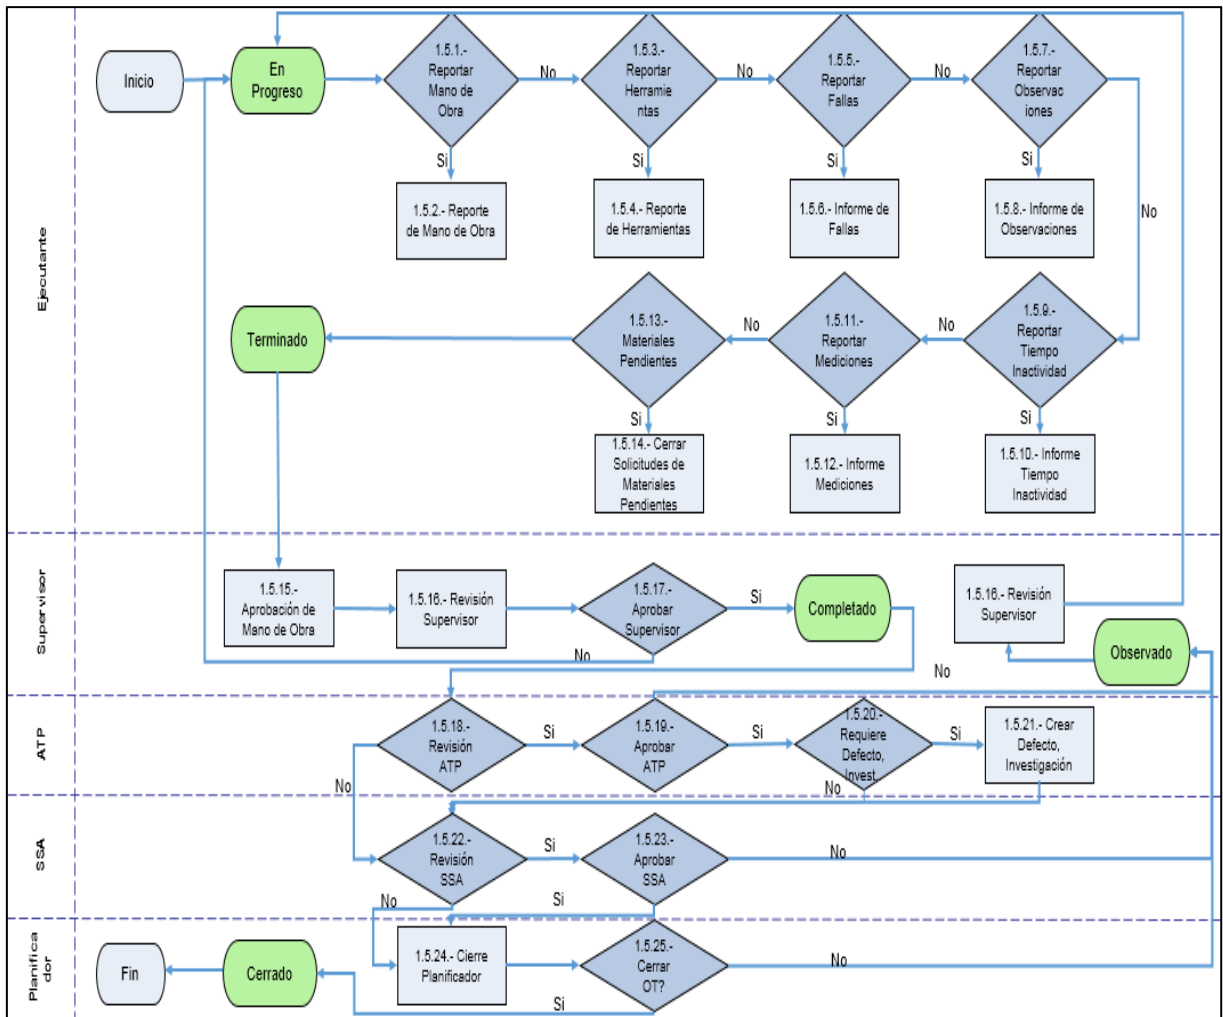 Ejecutante
Inicio
En
Progreso
1.5.1.-
Reportar
Mano de
Obra
No
1.5.3.-
Reportar
Herramie
ntas
No
1.5.5.-
Reportar
Fallas
No
1.5.7.-
Reportar
Observac
iones
Si
Si
Si
Si
No
1.5.2.- Reporte
de Mano de Obra
1.5.4.- Reporte
de Herramientas
1.5.6.- Informe de
Fallas
1.5.8.- Informe de
Observaciones
Terminado
1.5.13.-
Materiales
Pendientes
No
1.5.11.-
Reportar
Mediciones
No
1.5.9.-
Reportar
Tiempo
Inactividad
Si
Si
Si
1.5.14.- Cerrar
Solicitudes de
Materiales
Pendientes
1.5.12.- Informe
Mediciones
1.5.10.- Informe
Tiempo
Inactividad
Supervisor
1.5.15.-
Aprobación de
Mano de Obra
1.5.16.- Revisión
Supervisor
1.5.17.-
Aprobar
Supervisor
Si
No
Completado
1.5.16.- Revisión
Supervisor
Observado
No
ATP
1.5.18.-
Revisión
ATP
Si
1.5.19.-
Aprobar
ATP
Si
1.5.20.-
Requiere
Defecto,
Invest.
Si
1.5.21.- Crear
Defecto,
Investigación
No
No
SSA
1.5.22.-
Revisión
SSA
Si
1.5.23.-
Aprobar
SSA
No
No
Si
Planifica
dor
Fin
Cerrado
1.5.24.- Cierre
Planificador
1.5.25.-
Cerrar
OT?
No
Si